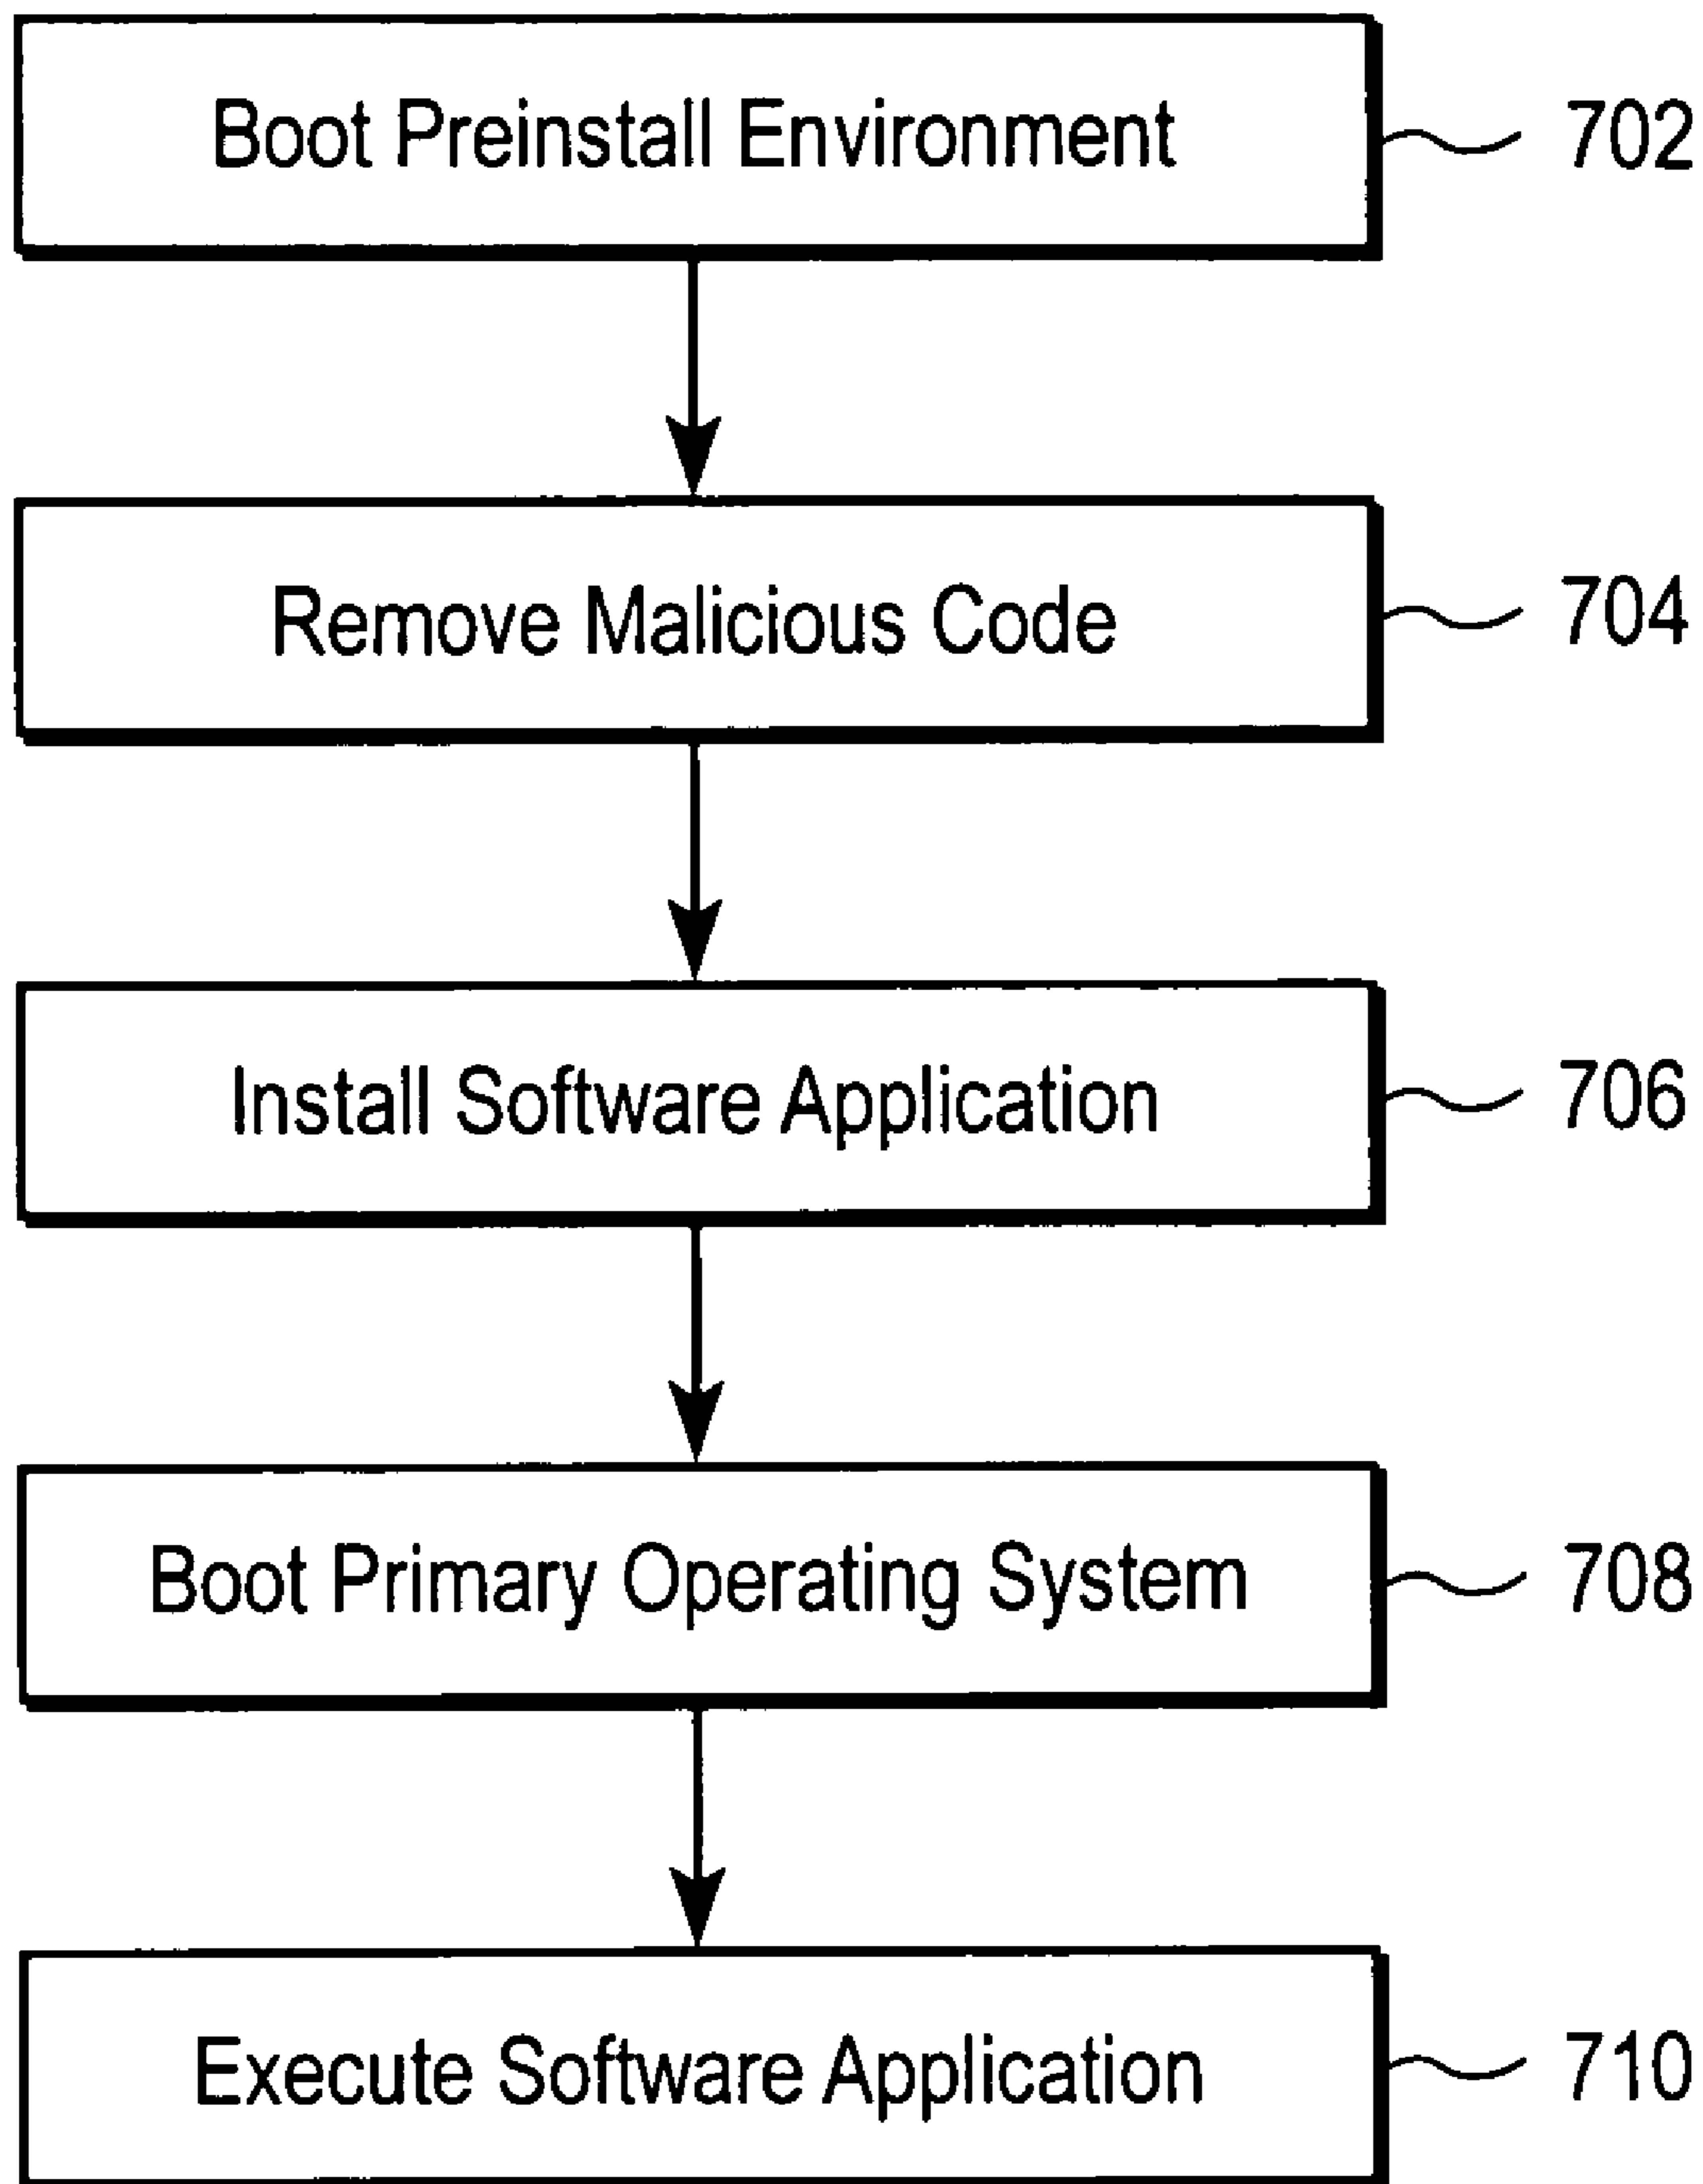 Boot Preinstall Environment
702
Remove Malicious Code
704
Install Software Application
706
Boot Primary Operating System
708
Execute Software Application
710